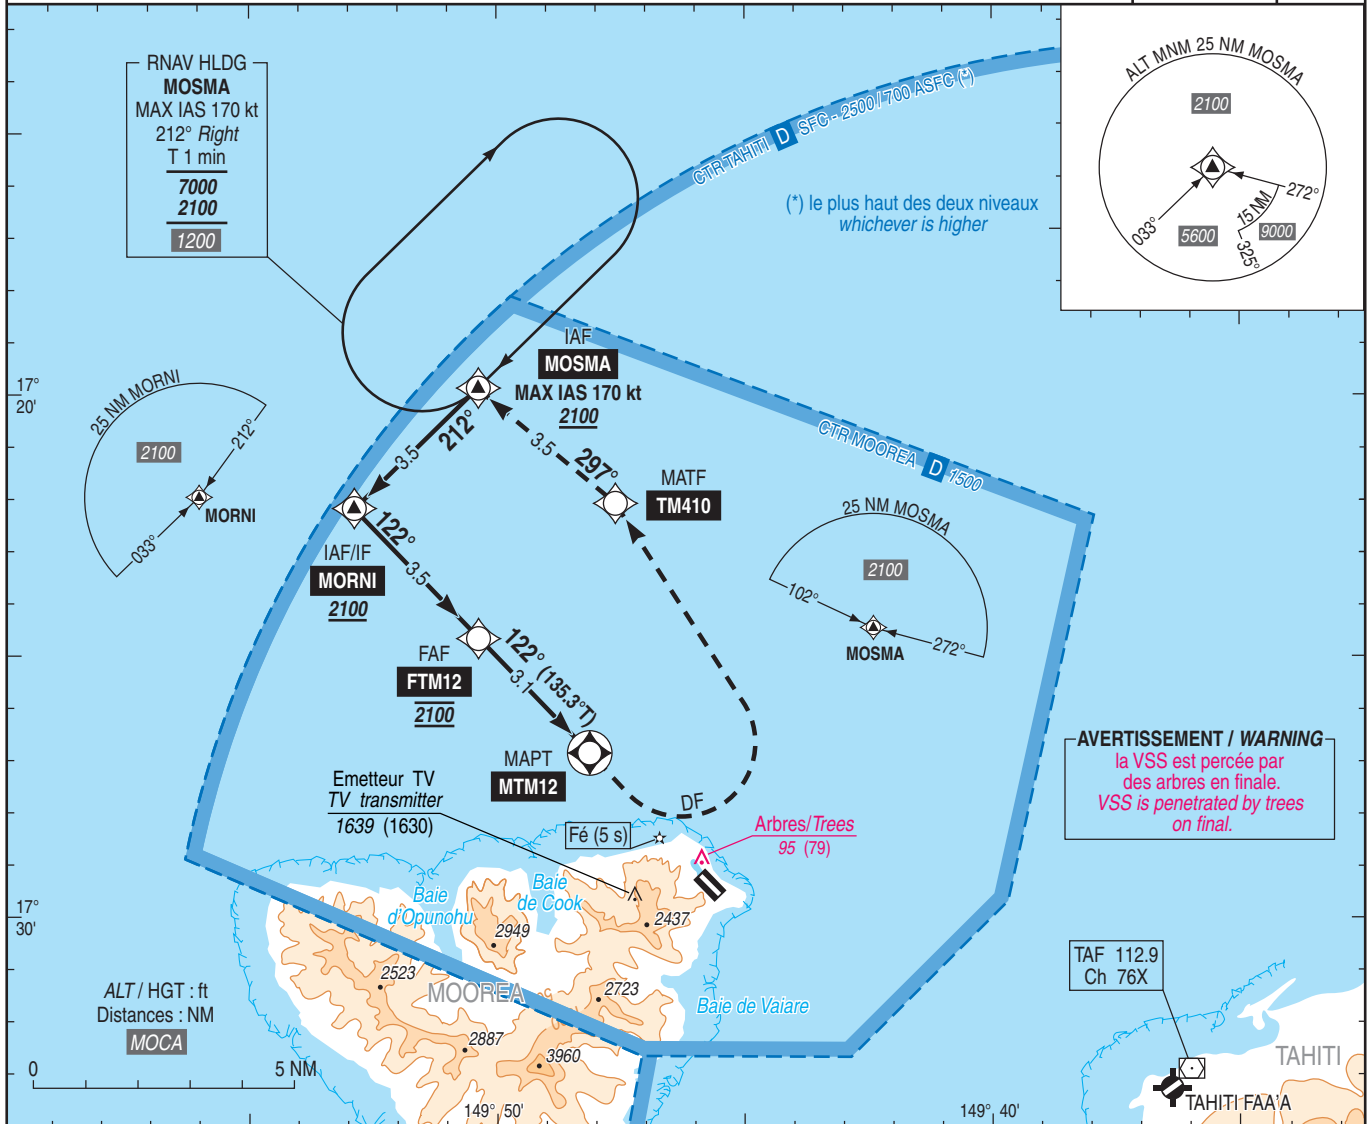 RNAV HLDG
MOSMA
MAX IAS 170 kt
212° Right
T 1 min
7000
2100
1200
CTR TAHITI D SFC - 2500 / 700 ASFC (*)
(*) le plus haut des deux niveaux
whichever is higher
ALT MNM 25 NM MOSMA
2100
272°
15 NM
033°
5600
9000
325°
IAF
MOSMA
MAX IAS 170 kt
2100
17°
20'
25 NM MORNI
2100
212°
MORNI
033°
3.5
212°
3.5
297°
MATF
TM410
CTR MOOREA D 1500
25 NM MOSMA
2100
102°
272°
MOSMA
122°
3.5
IAF/IF
MORNI
2100
FAF
FTM12
2100
122° (135.3°T)
3.1
MAPT
MTM12
DF
AVERTISSEMENT / WARNING
la VSS est percée par
des arbres en finale.
VSS is penetrated by trees
on final.
Emetteur TV
TV transmitter
1639 (1630)
Fé (5 s)
Arbres/Trees
95 (79)
Baie
d'Opunohu
Baie
de Cook
17°
30'
2949
2437
2523
MOOREA
2723
Baie de Vaiare
2887
3960
ALT / HGT : ft
Distances : NM
MOCA
0
5 NM
TAF 112.9
Ch 76X
TAHITI
TAHITI FAA'A
149° 50'
149° 40'